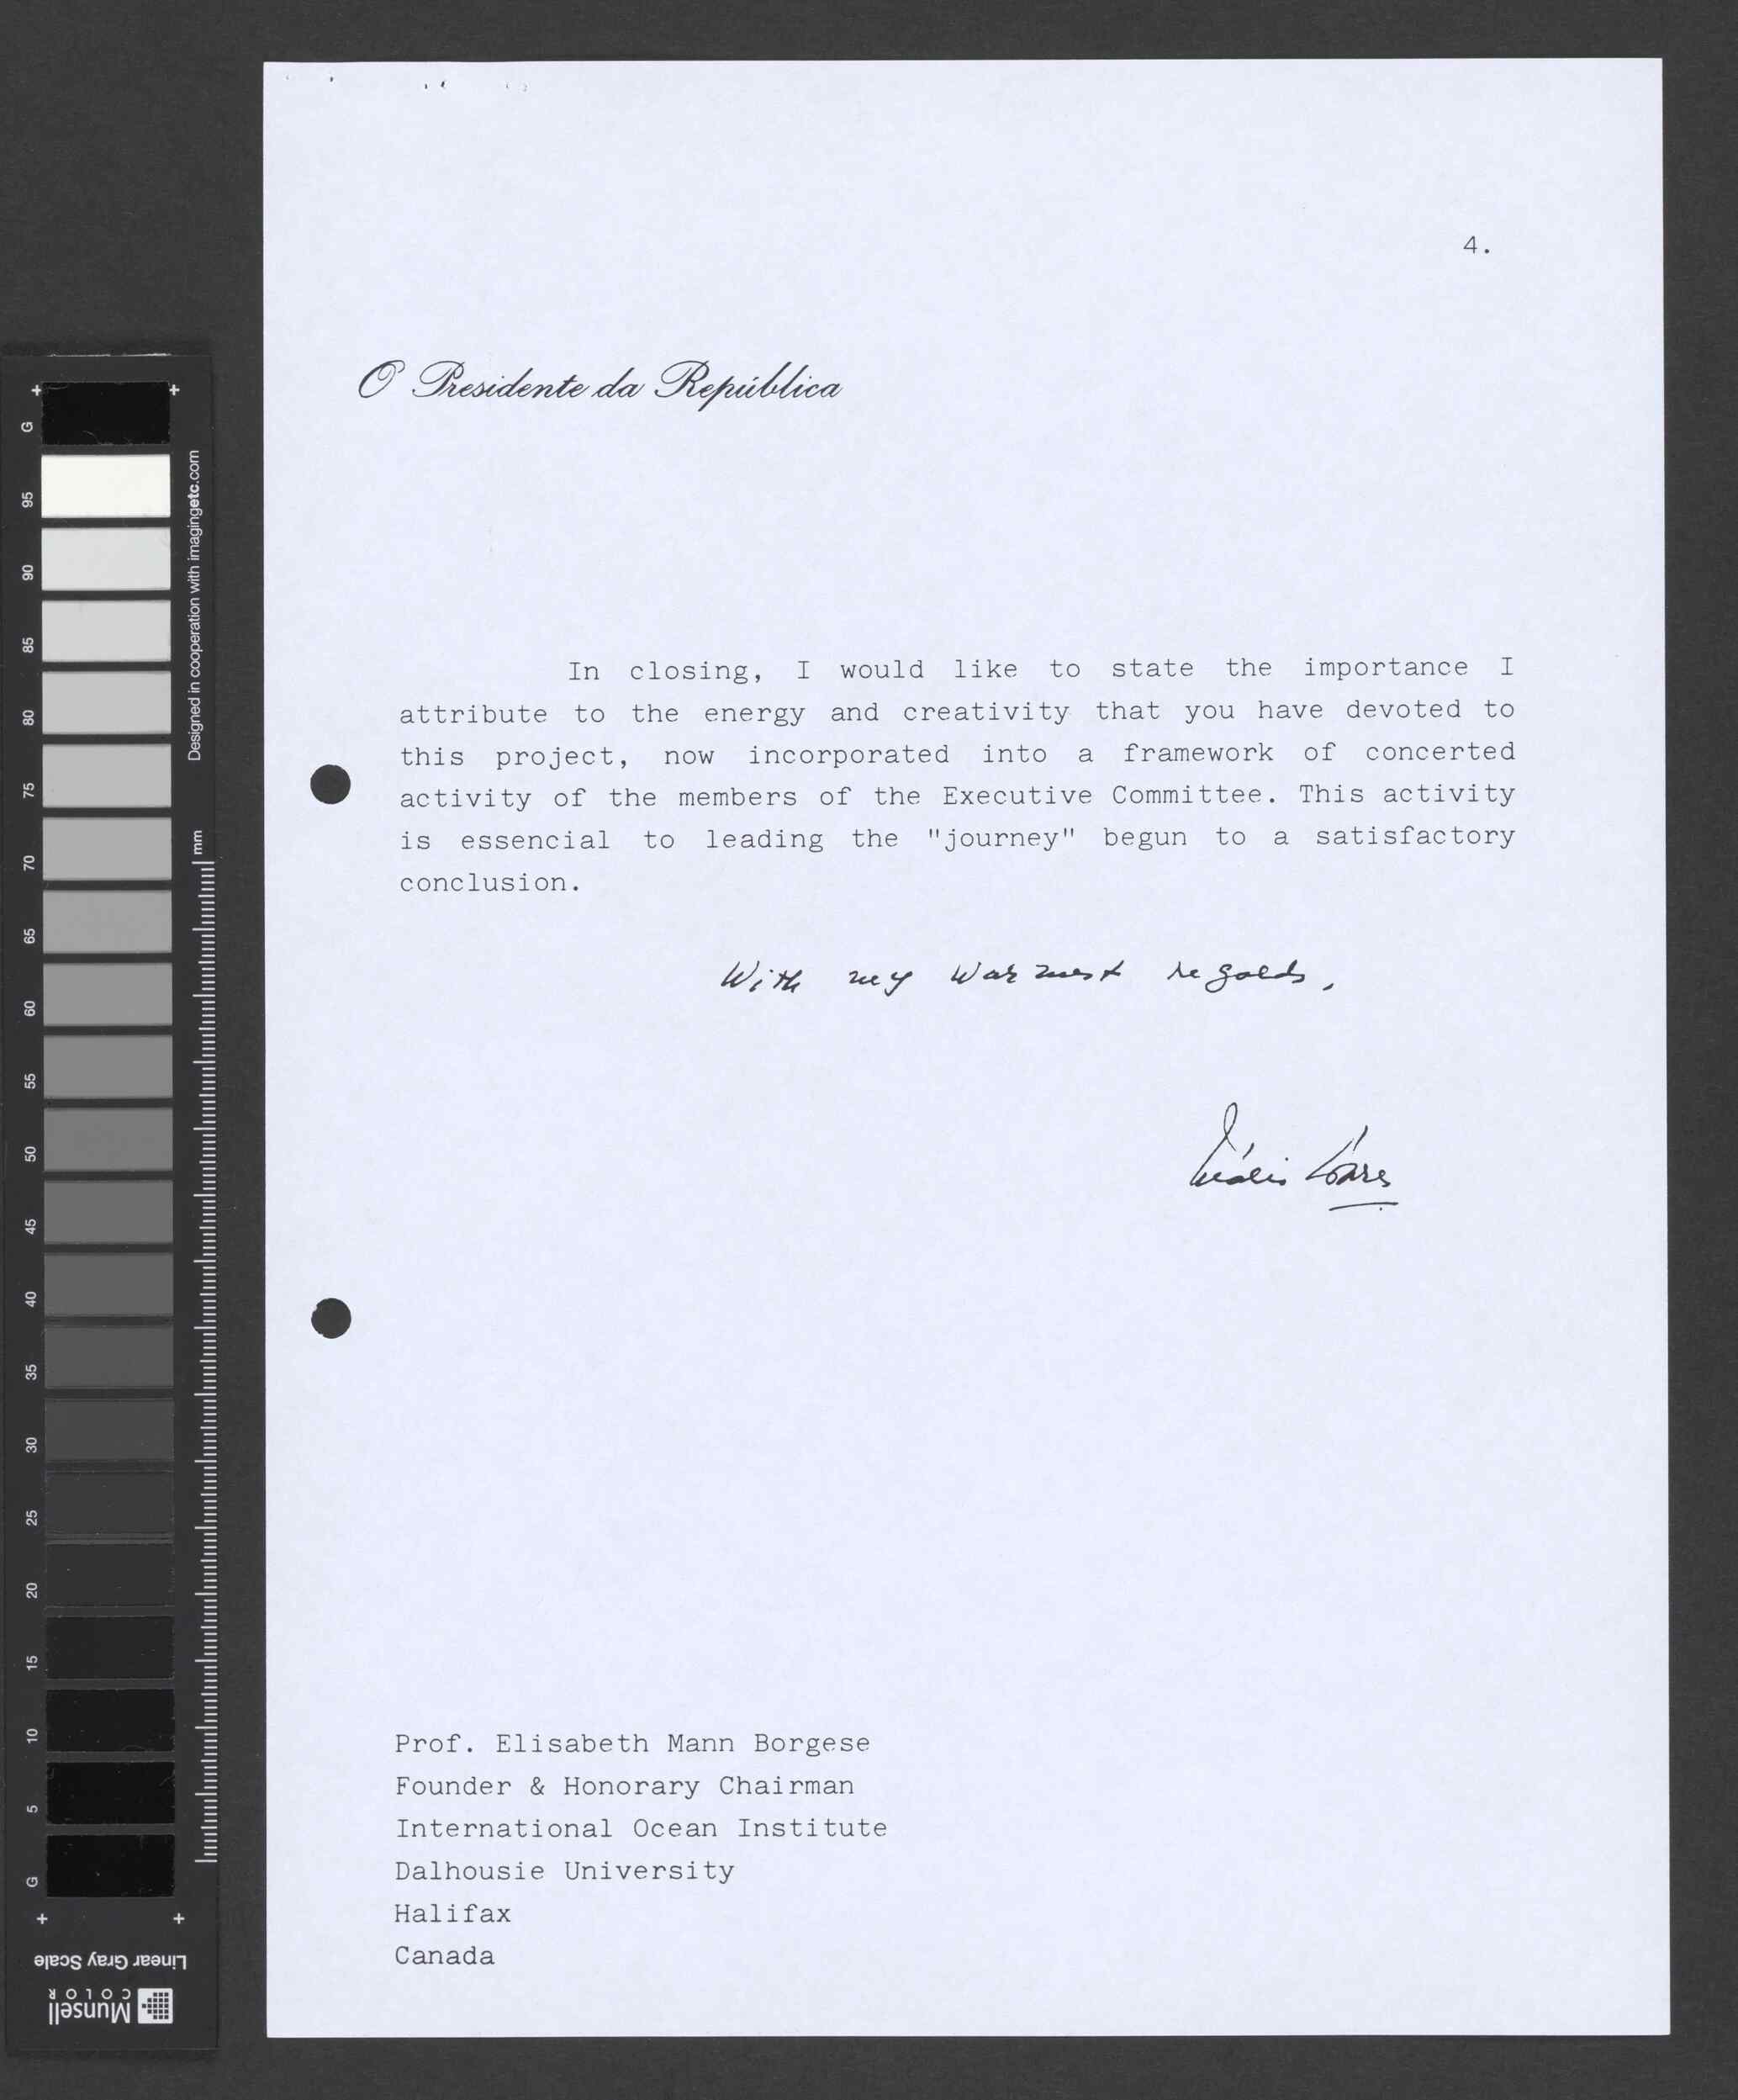 4.
O Presidente da República
In closing, I would like to state the importance I
attribute to the energy and creativity that you have devoted to
this project, now incorporated into a framework of concerted
activity of the members of the Executive Committee. This activity
is essencial to leading the "journey" begun to a satisfactory
conclusion.
With my warmest regards,
Mário Soares
Prof. Elisabeth Mann Borgese
Founder & Honorary Chairman
International Ocean Institute
Dalhousie University
Halifax
Canada
G
95
90
85
80
75
70
65
60
55
50
45
40
35
30
25
20
15
10
5
G
Designed in cooperation with imagingetc.com
mm
Linear Gray Scale
Munsell
COLOR